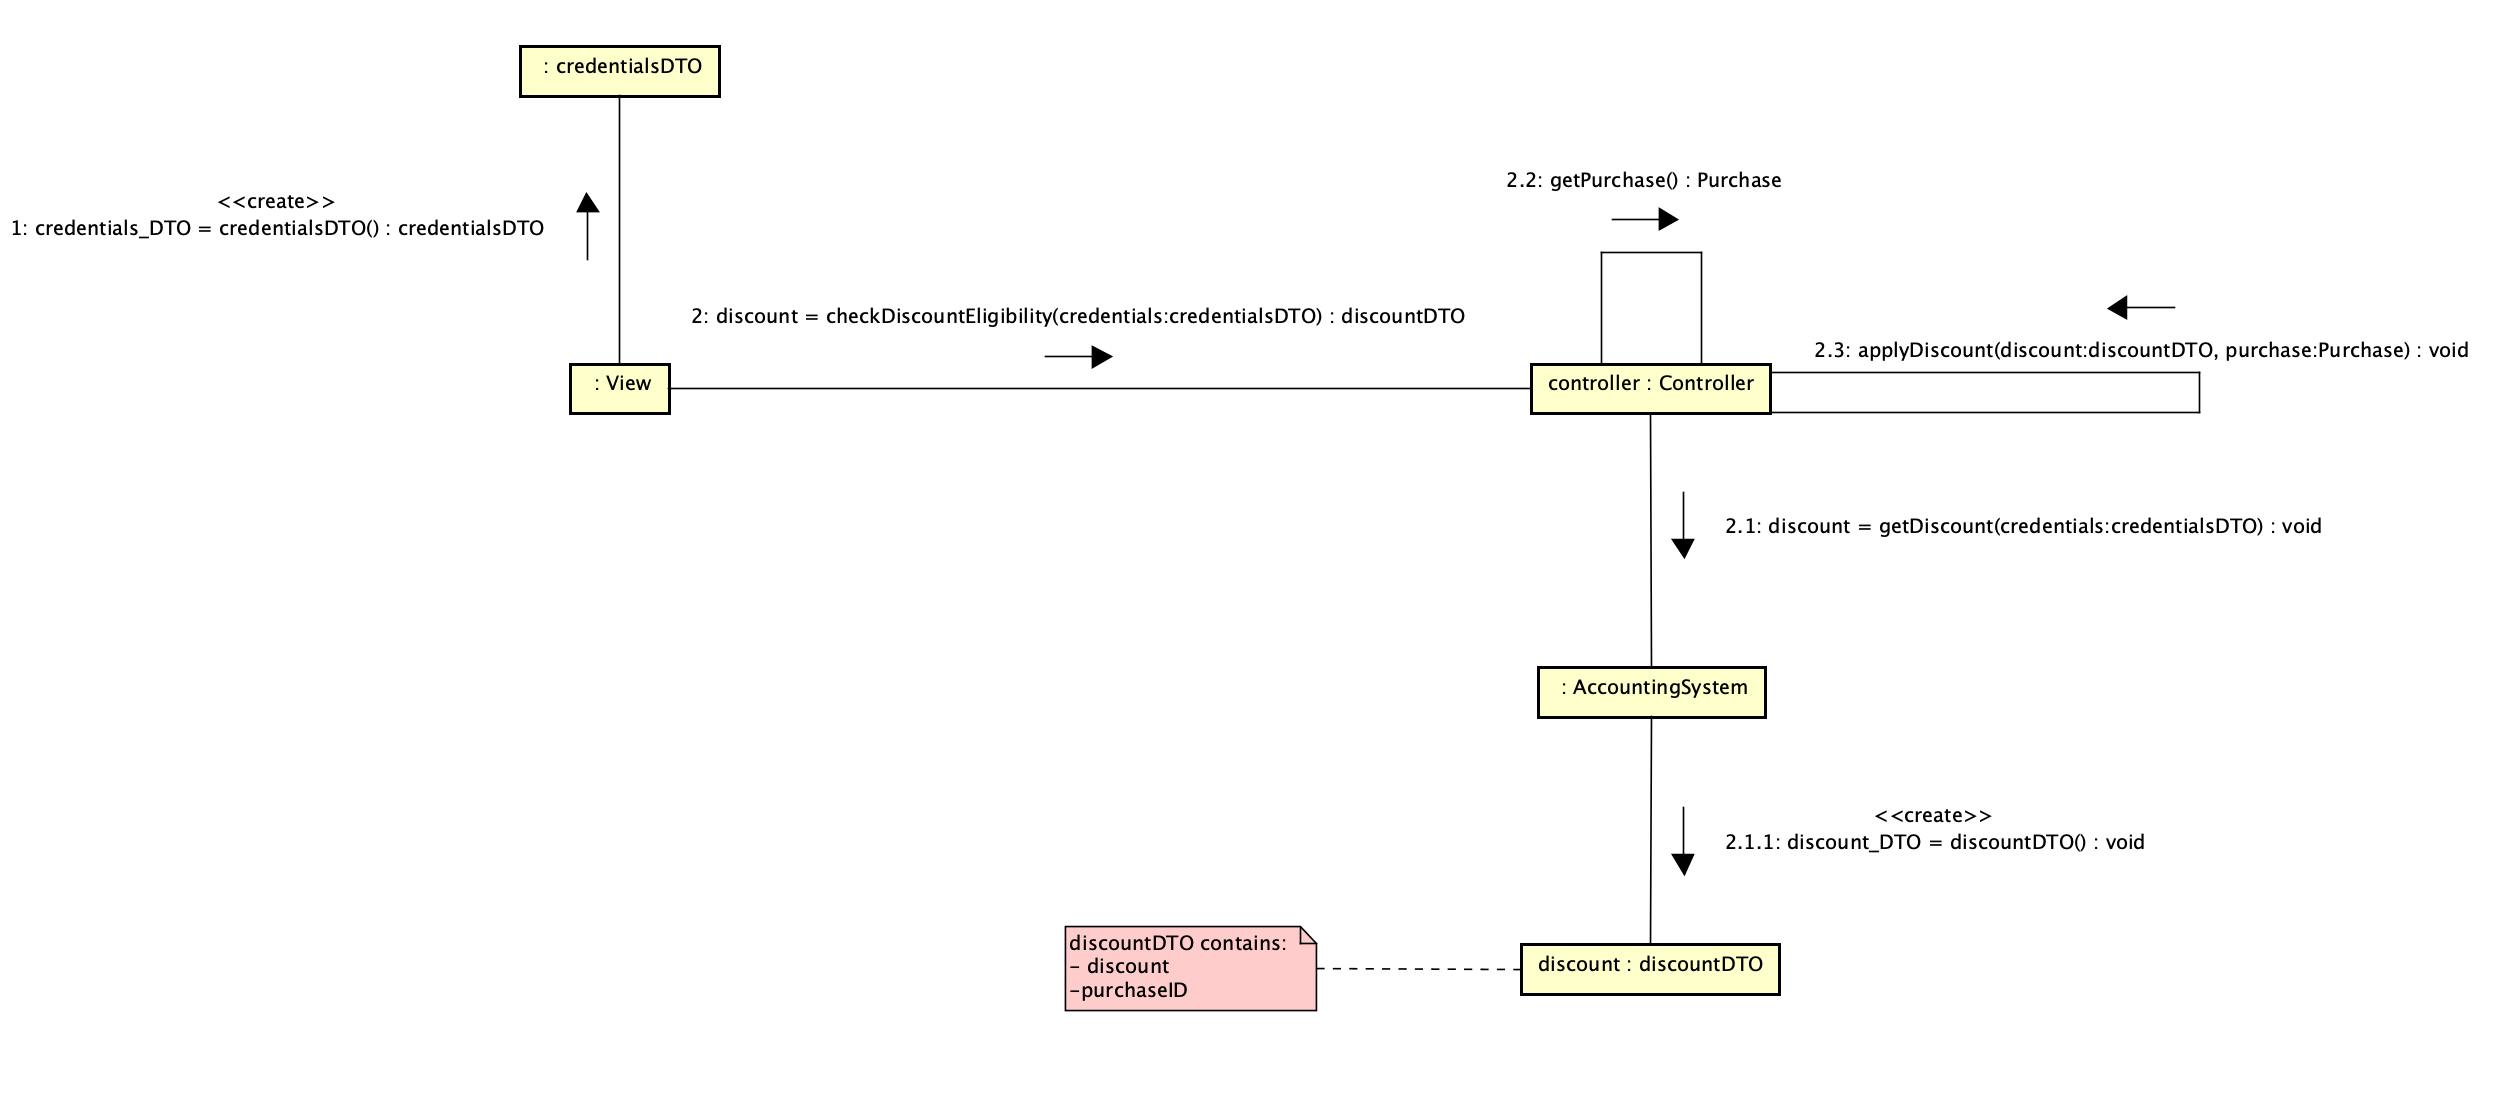 : credentialsDTO
<<create>>
1: credentials_DTO = credentialsDTO() : credentialsDTO
2.2: getPurchase() : Purchase
2: discount = checkDiscountEligibility(credentials:credentialsDTO) : discountDTO
2.3: applyDiscount(discount:discountDTO, purchase:Purchase) : void
: View
controller : Controller
2.1: discount = getDiscount(credentials:credentialsDTO) : void
: AccountingSystem
<<create>>
2.1.1: discount_DTO = discountDTO() : void
discountDTO contains:
- discount
-purchaseID
discount : discountDTO